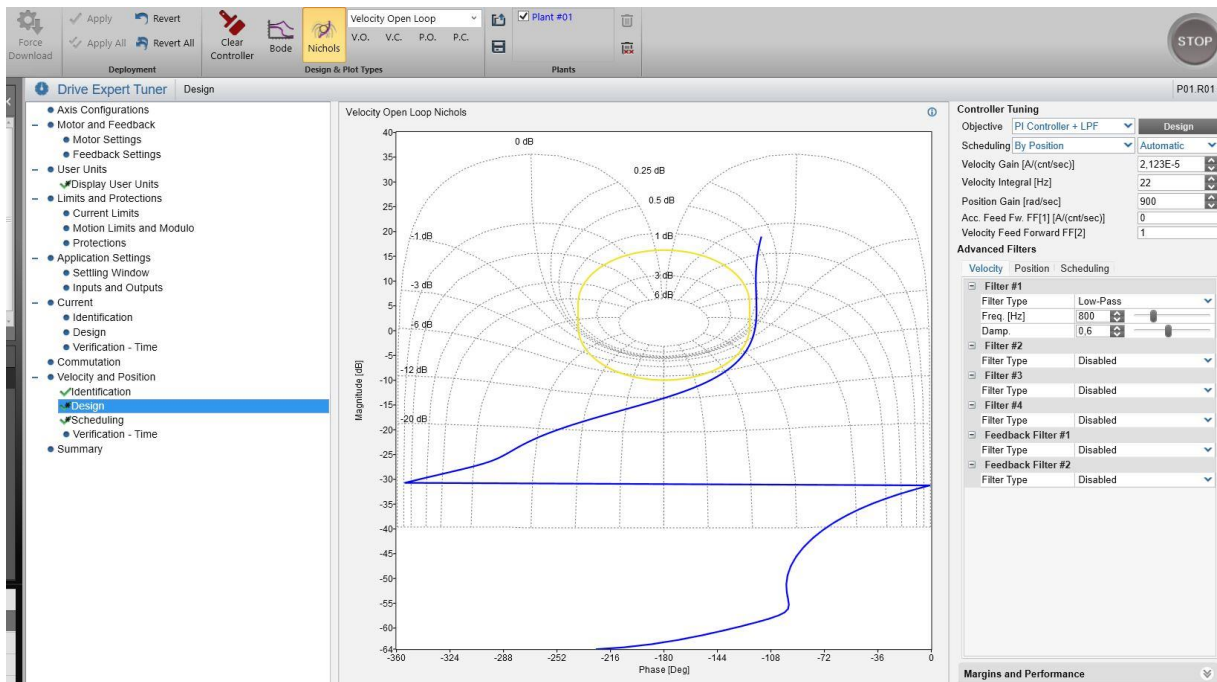 Force
Download
Apply
Revert
Apply All
Revert All
Deployment
Clear
Controller
Bode
Nichols
Velocity Open Loop
V.O. V.C. P.O. P.C.
Design & Plot Types
Plant #01
Plants
STOP
Drive Expert Tuner Design
P01.R01
Axis Configurations
Motor and Feedback
Motor Settings
Feedback Settings
User Units
Display User Units
Limits and Protections
Current Limits
Motion Limits and Modulo
Protections
Application Settings
Settling Window
Inputs and Outputs
Current
Identification
Design
Verification - Time
Commutation
Velocity and Position
Identification
Design
Scheduling
Verification - Time
Summary
Velocity Open Loop Nichols
Magnitude [dB]
40
35
30
25
20
15
10
5
0
-5
-10
-15
-20
-25
-30
-35
-40
-45
-50
-55
-60
-64
0 dB
0.25 dB
0.5 dB
1 dB
3 dB
6 dB
-1 dB
-3 dB
-6 dB
-12 dB
-20 dB
-360 -324 -288 -252 -216 -180 -144 -108 -72 -36 0
Phase [Deg]
Controller Tuning
Objective PI Controller + LPF Design
Scheduling By Position Automatic
Velocity Gain [A/(cnt/sec)] 2,123E-5
Velocity Integral [Hz] 22
Position Gain [rad/sec] 900
Acc. Feed Fw. FF[1] [A/(cnt/sec)] 0
Velocity Feed Forward FF[2] 1
Advanced Filters
Velocity Position Scheduling
Filter #1
Filter Type Low-Pass
Freq. [Hz] 800
Damp. 0,6
Filter #2
Filter Type Disabled
Filter #3
Filter Type Disabled
Filter #4
Filter Type Disabled
Feedback Filter #1
Filter Type Disabled
Feedback Filter #2
Filter Type Disabled
Margins and Performance